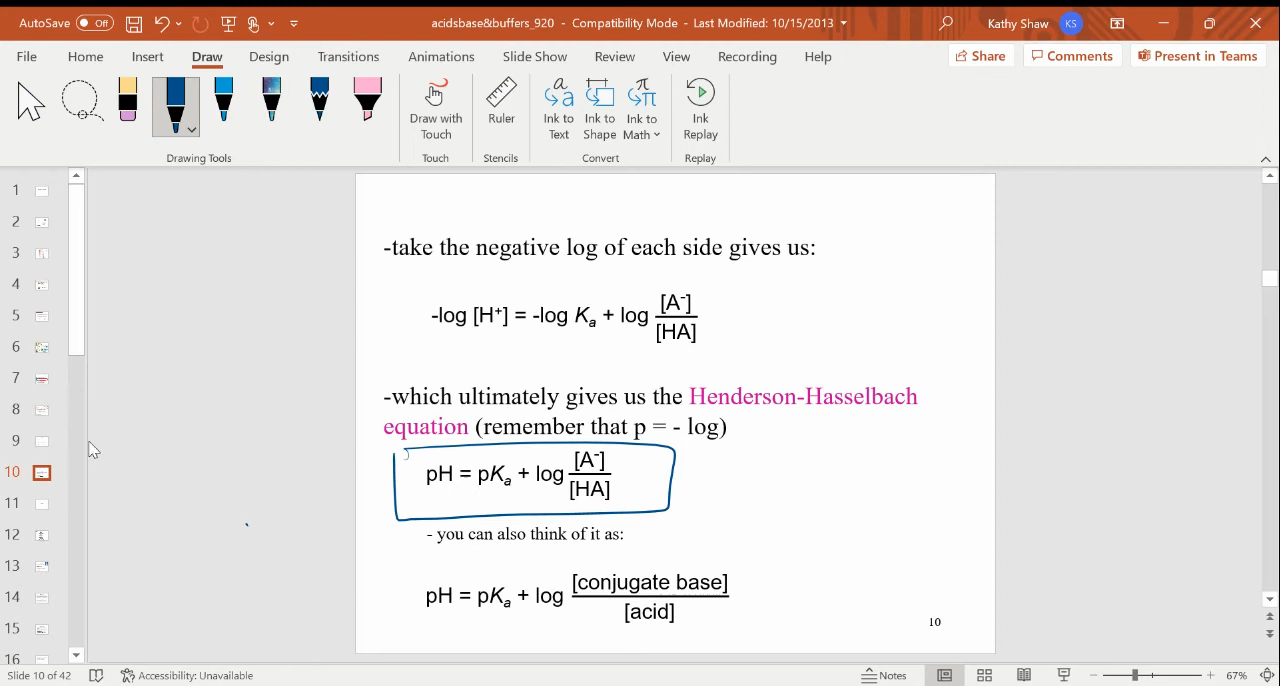 AutoSave Off acidsbase&buffers_920 - Compatibility Mode - Last Modified: 10/15/2013 Kathy Shaw KS
File Home Insert Draw Design Transitions Animations Slide Show Review View Recording Help Share Comments Present in Teams
Draw with Touch
Ruler
Ink to Text
Ink to Shape
Ink to Math
Ink Replay
Drawing Tools Touch Stencils Convert Replay
1
2
3
4
5
6
7
8
9
10
11
12
13
14
15
16
-take the negative log of each side gives us:
-log [H⁺] = -log Kₐ + log [A⁻]/[HA]
-which ultimately gives us the Henderson-Hasselbach
equation (remember that p = - log)
pH = pKₐ + log [A⁻]/[HA]
- you can also think of it as:
pH = pKₐ + log [conjugate base]/[acid]
10
Slide 10 of 42 Accessibility: Unavailable Notes 67%